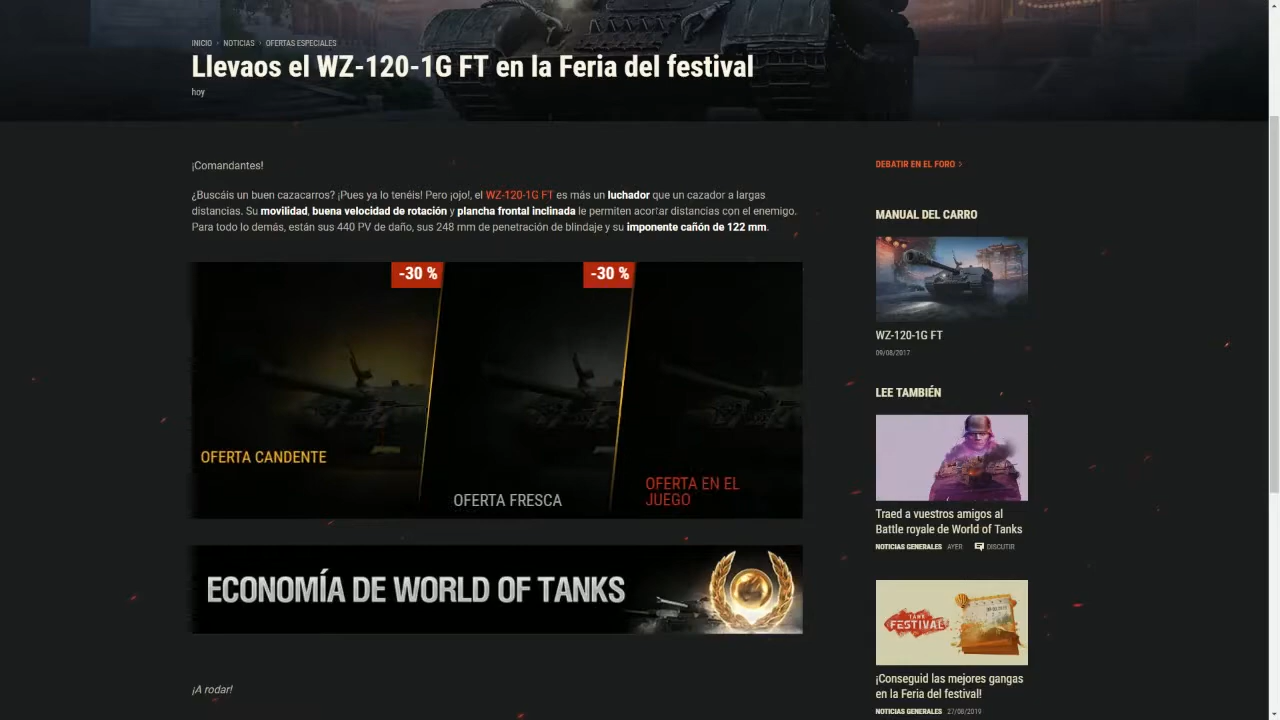 INICIO > NOTICIAS > OFERTAS ESPECIALES
Llevaos el WZ-120-1G FT en la Feria del festival
hoy
¡Comandantes!
¿Buscáis un buen cazacarros? ¡Pues ya lo tenéis! Pero ¡ojo!, el WZ-120-1G FT es más un luchador que un cazador a largas
distancias. Su movilidad, buena velocidad de rotación y plancha frontal inclinada le permiten acortar distancias con el enemigo.
Para todo lo demás, están sus 440 PV de daño, sus 248 mm de penetración de blindaje y su imponente cañón de 122 mm.
-30 %
-30 %
OFERTA CANDENTE
OFERTA FRESCA
OFERTA EN EL
JUEGO
ECONOMÍA DE WORLD OF TANKS
¡A rodar!
DEBATIR EN EL FORO >
MANUAL DEL CARRO
WZ-120-1G FT
09/08/2017
LEE TAMBIÉN
Traed a vuestros amigos al
Battle royale de World of Tanks
NOTICIAS GENERALES AYER DISCUTIR
TANK
FESTIVAL
¡Conseguid las mejores gangas
en la Feria del festival!
NOTICIAS GENERALES 27/08/2019